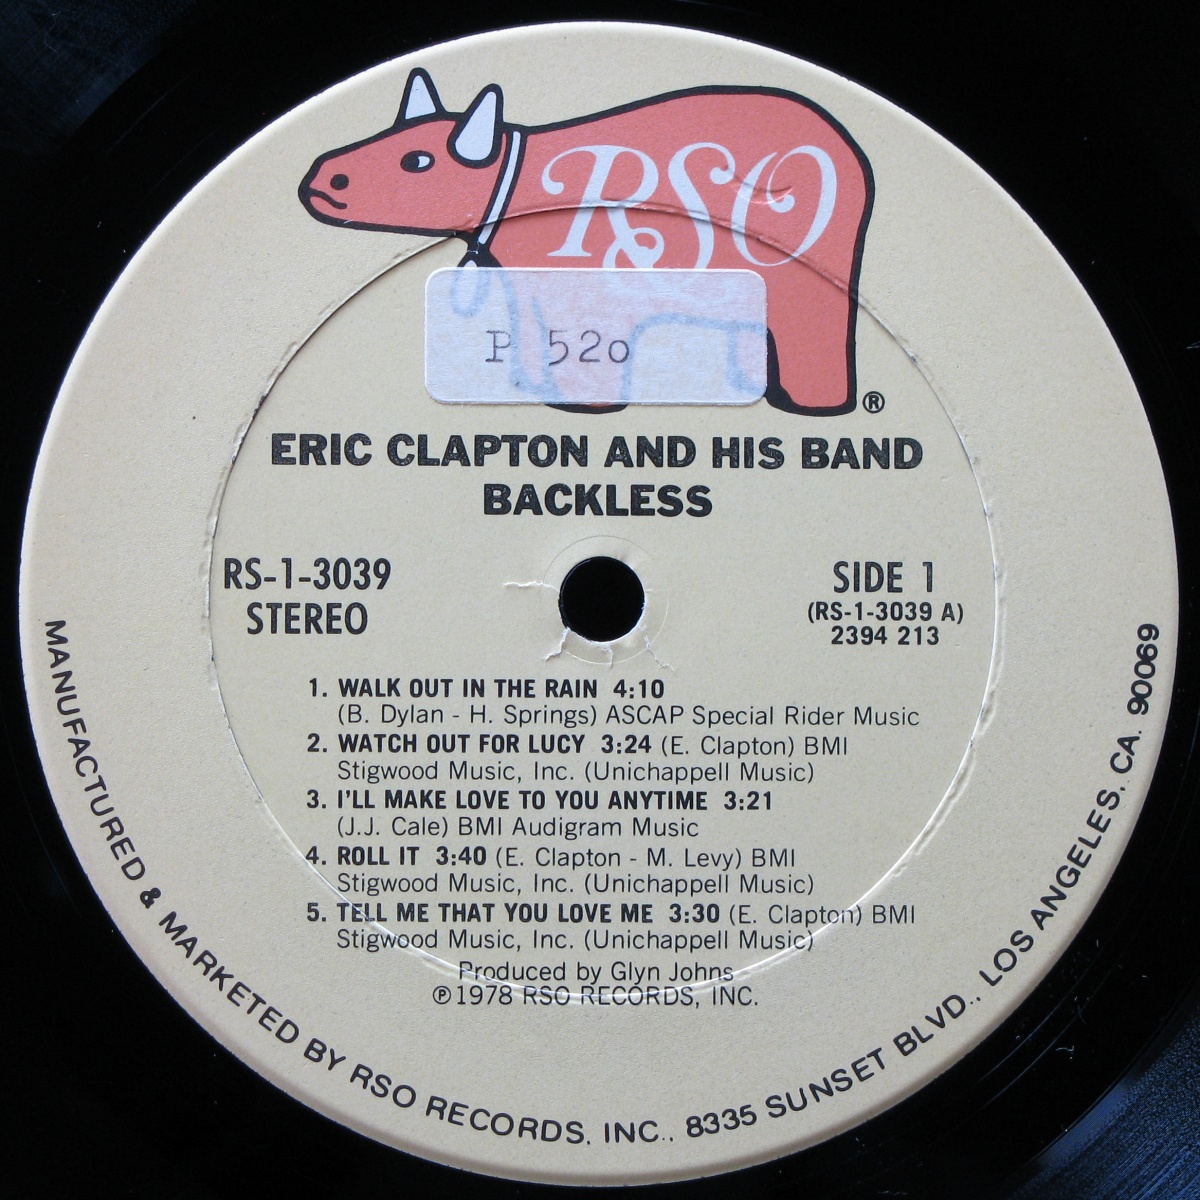 RSO
P 520
®
ERIC CLAPTON AND HIS BAND
BACKLESS
RS-1-3039
STEREO
SIDE 1
(RS-1-3039 A)
2394 213
1. WALK OUT IN THE RAIN 4:10
(B. Dylan - H. Springs) ASCAP Special Rider Music
2. WATCH OUT FOR LUCY 3:24 (E. Clapton) BMI
Stigwood Music, Inc. (Unichappell Music)
3. I'LL MAKE LOVE TO YOU ANYTIME 3:21
(J.J. Cale) BMI Audigram Music
4. ROLL IT 3:40 (E. Clapton - M. Levy) BMI
Stigwood Music, Inc. (Unichappell Music)
5. TELL ME THAT YOU LOVE ME 3:30 (E. Clapton) BMI
Stigwood Music, Inc. (Unichappell Music)
Produced by Glyn Johns
℗1978 RSO RECORDS, INC.
MANUFACTURED & MARKETED BY RSO RECORDS, INC., 8335 SUNSET BLVD., LOS ANGELES, CA. 90069